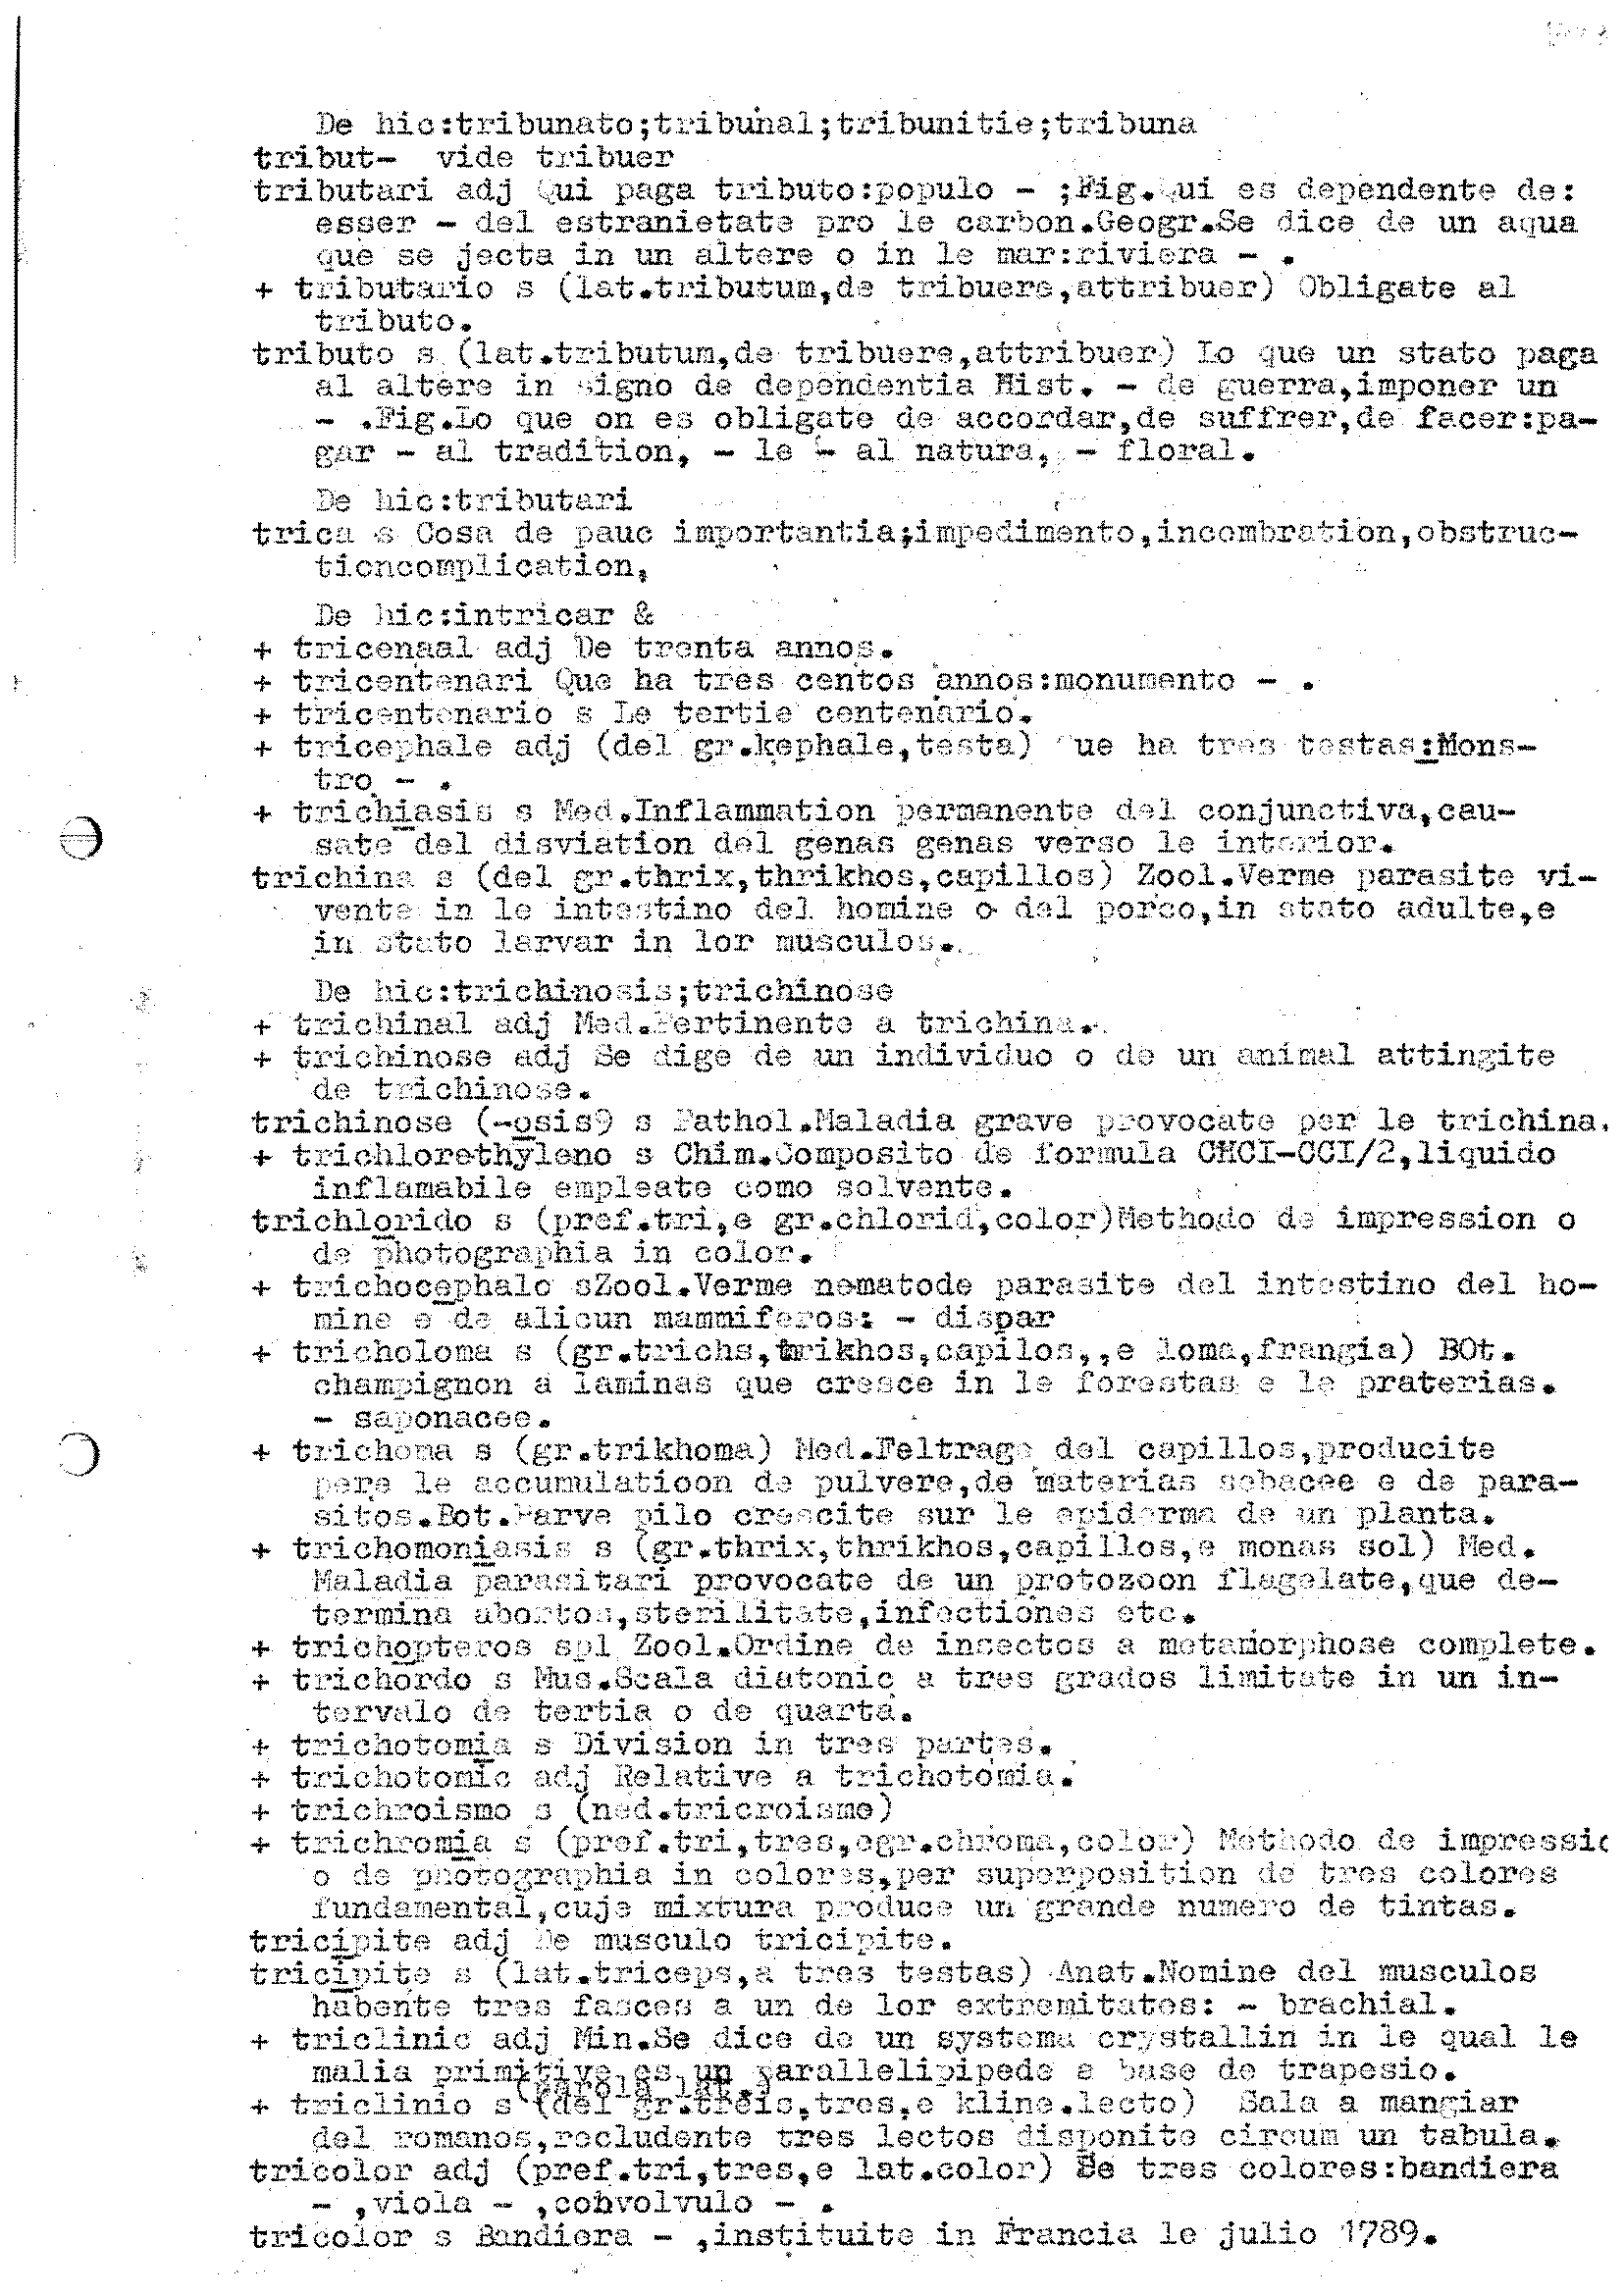 De hic:tribunato;tribunal;tribunitie;tribuna
tribut- vide tribuer
tributari adj Qui paga tributo:populo - ;Fig.Qui es dependente de:
esser - del estranietate pro le carbon.Geogr.Se dice de un aqua
que se jecta in un altere o in le mar:riviera - .
+ tributario s (lat.tributum,de tribuere,attribuer) Obligate al
tributo.
tributo s (lat.tributum,de tribuere,attribuer) Lo que un stato paga
al altere in signo de dependentia Hist. - de guerra,imponer un
- .Fig.Lo que on es obligate de accordar,de suffrer,de facer:pa-
gar - al tradition, - le - al natura, - floral.
De hic:tributari
trica s Cosa de pauc importantia;impedimento,incombration,obstruc-
tioncomplication,
De hic:intricar &
+ tricenaal adj De trenta annos.
+ tricentenari Que ha tres centos annos:monumento - .
+ tricentenario s Le tertie centenario.
+ tricephale adj (del gr.kephale,testa) Que ha tres testas:Mons-
tro - .
+ trichiasis s Med.Inflammation permanente del conjunctiva,cau-
sate del disviation del genas genas verso le interior.
trichina s (del gr.thrix,thrikhos,capillos) Zool.Verme parasite vi-
vente in le intestino del homine o del porco,in stato adulte,e
in stato larvar in lor musculos.
De hic:trichinosis;trichinose
+ trichinal adj Med.Pertinente a trichina.
+ trichinose adj Se dige de un individuo o de un animal attingite
de trichinose.
trichinose (-osis9 s Pathol.Maladia grave provocate per le trichina.
+ trichlorethyleno s Chim.Composito de formula CHCI-CCI/2,liquido
inflamabile empleate como solvente.
trichlorido s (pref.tri,e gr.chlorid,color)Methodo de impression o
de photographia in color.
+ trichocephalo sZool.Verme nematode parasite del intestino del ho-
mine e de alicun mammiferos: - dispar
+ tricholoma s (gr.trichs,trikhos,capilos,,e loma,frangia) BOt.
champignon a laminas que cresce in le forestas e le praterias.
- saponacee.
+ trichoma s (gr.trikhoma) Med.Feltrage del capillos,producite
pere le accumulatioon de pulvere,de materias sebacee e de para-
sitos.Bot.Parve pilo crescite sur le epiderma de un planta.
+ trichomoniasis s (gr.thrix,thrikhos,capillos,e monas sol) Med.
Maladia parasitari provocate de un protozoon flagelate,que de-
termina abortos,sterilitate,infectiones etc.
+ trichopteros spl Zool.Ordine de insectos a metamorphose complete.
+ trichordo s Mus.Scala diatonic a tres grados limitate in un in-
tervalo de tertia o de quarta.
+ trichotomia s Division in tres partes.
+ trichotomic adj Relative a trichotomia.
+ trichroismo s (ned.tricroisme)
+ trichromia s (pref.tri,tres,egr.chroma,color) Methodo de impressio
o de photographia in colores,per superposition de tres colores
fundamental,cuje mixtura produce un grande numero de tintas.
tricipite adj De musculo tricipite.
tricipite s (lat.triceps,a tres testas) Anat.Nomine del musculos
habente tres fasces a un de lor extremitates: - brachial.
+ triclinic adj Min.Se dice de un systema crystallin in le qual le
malia primitive es un parallelipipede a base de trapesio.
(parola lat.)
+ triclinio s (del gr.treis,tres,e kline.lecto) Sala a mangiar
del romanos,recludente tres lectos disponite circum un tabula.
tricolor adj (pref.tri,tres,e lat.color) De tres colores:bandiera
- ,viola - ,cohvolvulo - .
tricolor s Bandiera - ,instituite in Francia le julio 1789.